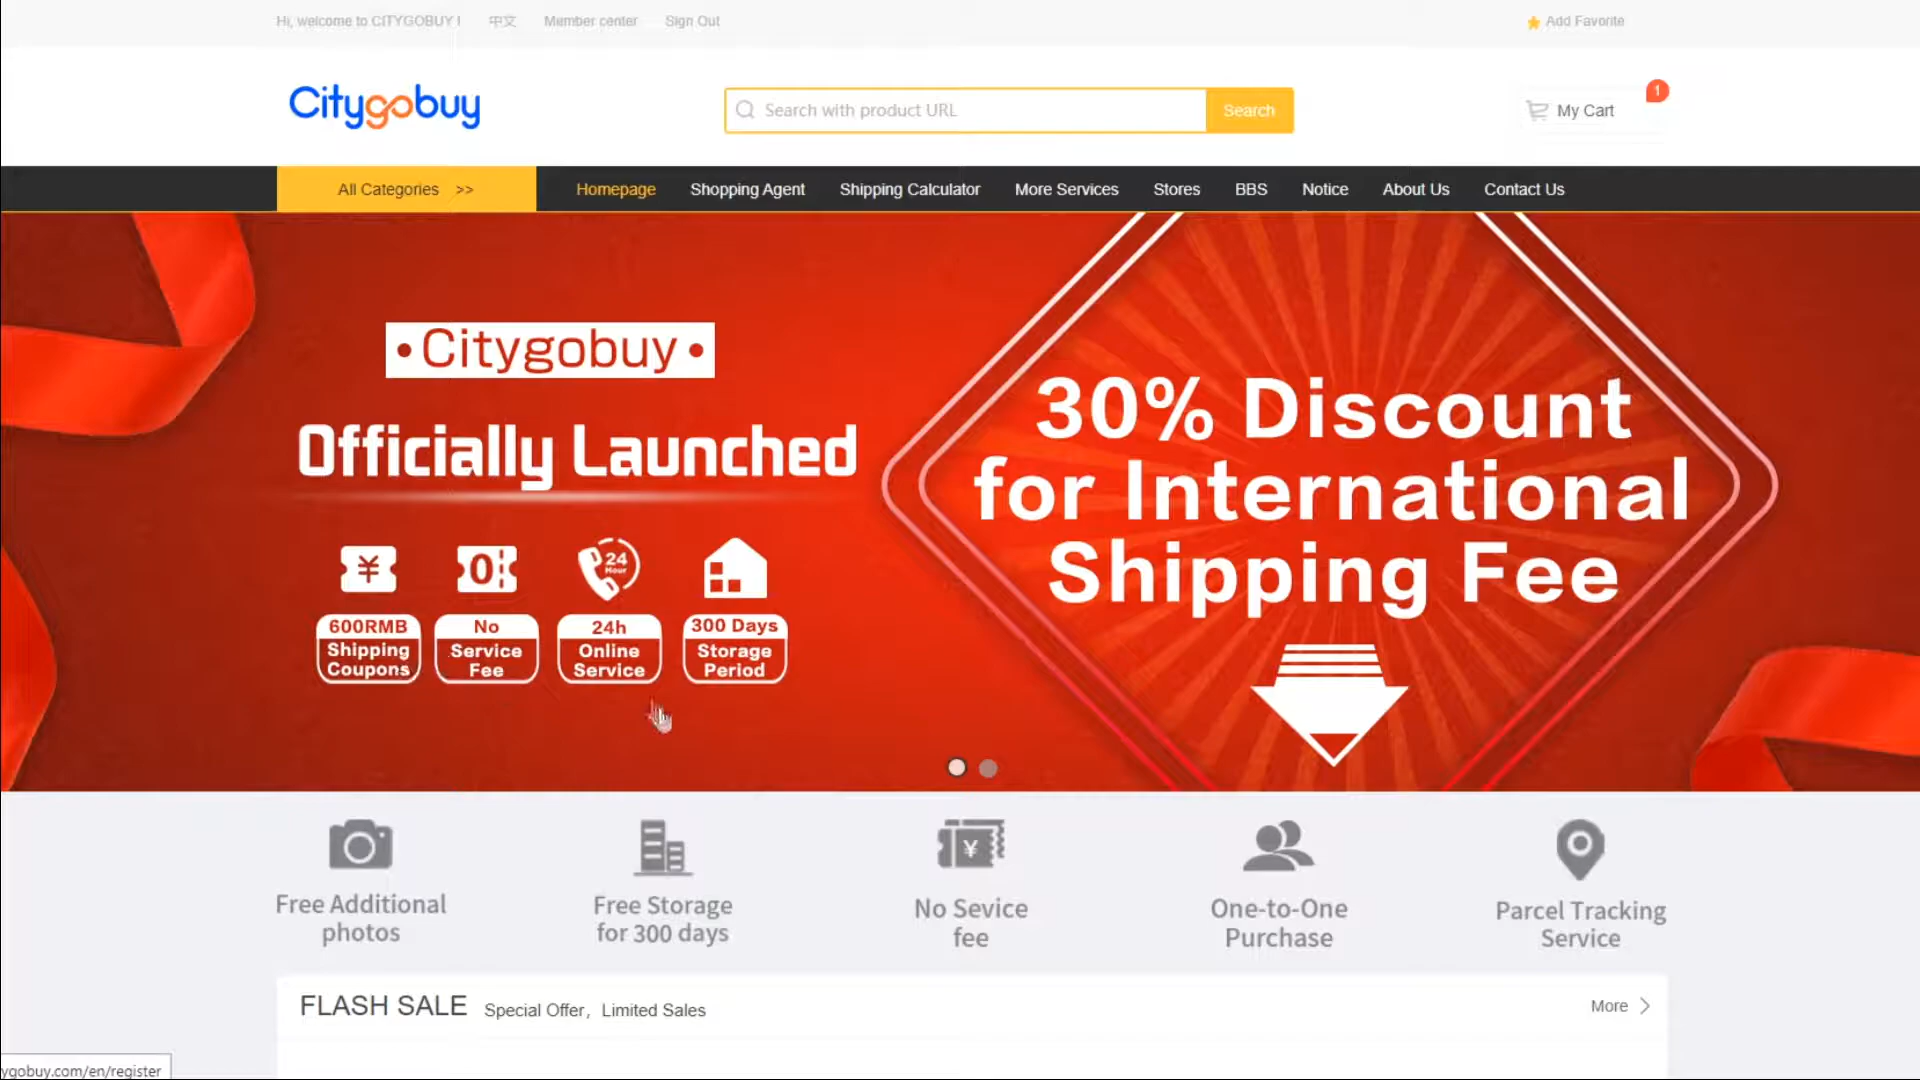 Hi, welcome to CITYGOBUY ! 中文 Member center Sign Out Add Favorite
Citygobuy
Search with product URL
Search
My Cart
1
All Categories >>
Homepage Shopping Agent Shipping Calculator More Services Stores BBS Notice About Us Contact Us
• Citygobuy •
Officially Launched
¥ 0 24 Hour
600RMB Shipping Coupons
No Service Fee
24h Online Service
300 Days Storage Period
30% Discount
for International
Shipping Fee
¥
Free Additional
photos
Free Storage
for 300 days
No Sevice
fee
One-to-One
Purchase
Parcel Tracking
Service
FLASH SALE Special Offer, Limited Sales More >
ygobuy.com/en/register